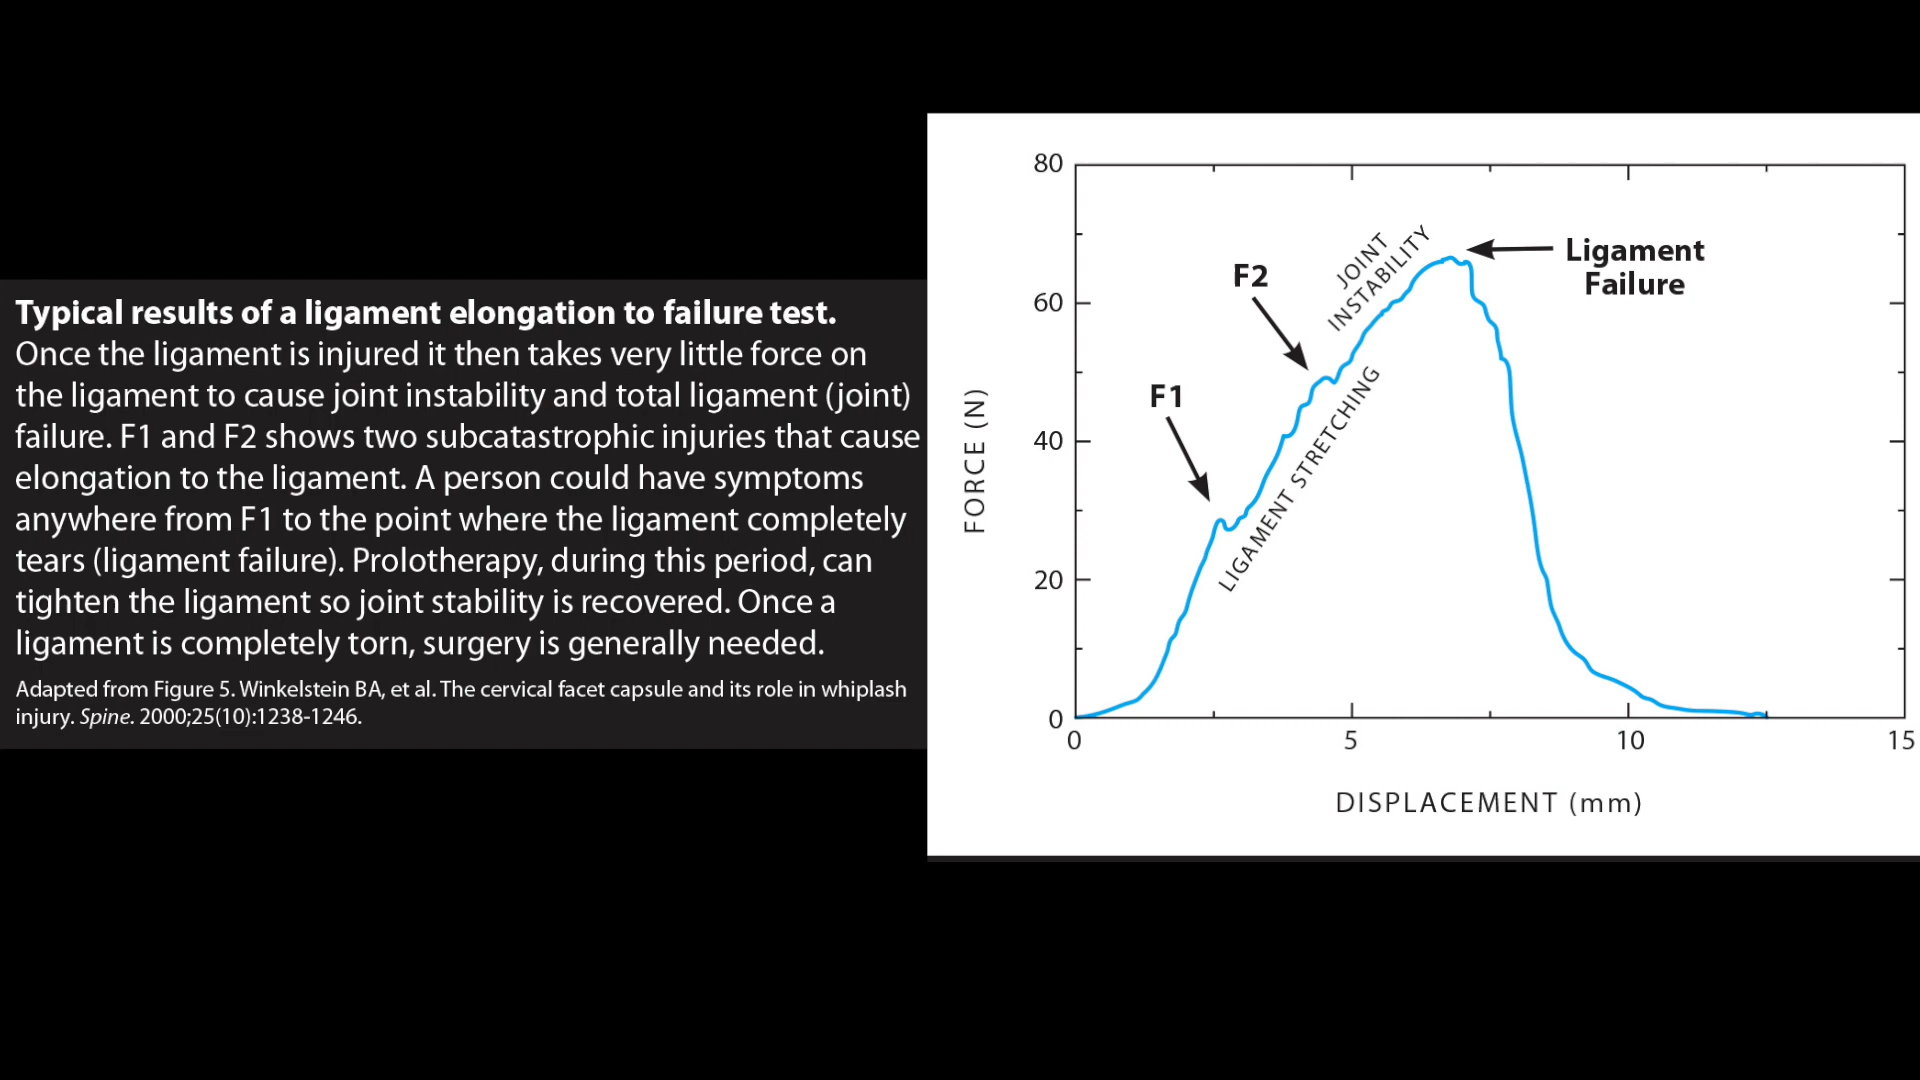 Typical results of a ligament elongation to failure test.
Once the ligament is injured it then takes very little force on
the ligament to cause joint instability and total ligament (joint)
failure. F1 and F2 shows two subcatastrophic injuries that cause
elongation to the ligament. A person could have symptoms
anywhere from F1 to the point where the ligament completely
tears (ligament failure). Prolotherapy, during this period, can
tighten the ligament so joint stability is recovered. Once a
ligament is completely torn, surgery is generally needed.
Adapted from Figure 5. Winkelstein BA, et al. The cervical facet capsule and its role in whiplash
injury. Spine. 2000;25(10):1238-1246.
80
60
40
20
0
FORCE (N)
F1
F2
JOINT
INSTABILITY
LIGAMENT STRETCHING
Ligament
Failure
0
5
10
15
DISPLACEMENT (mm)